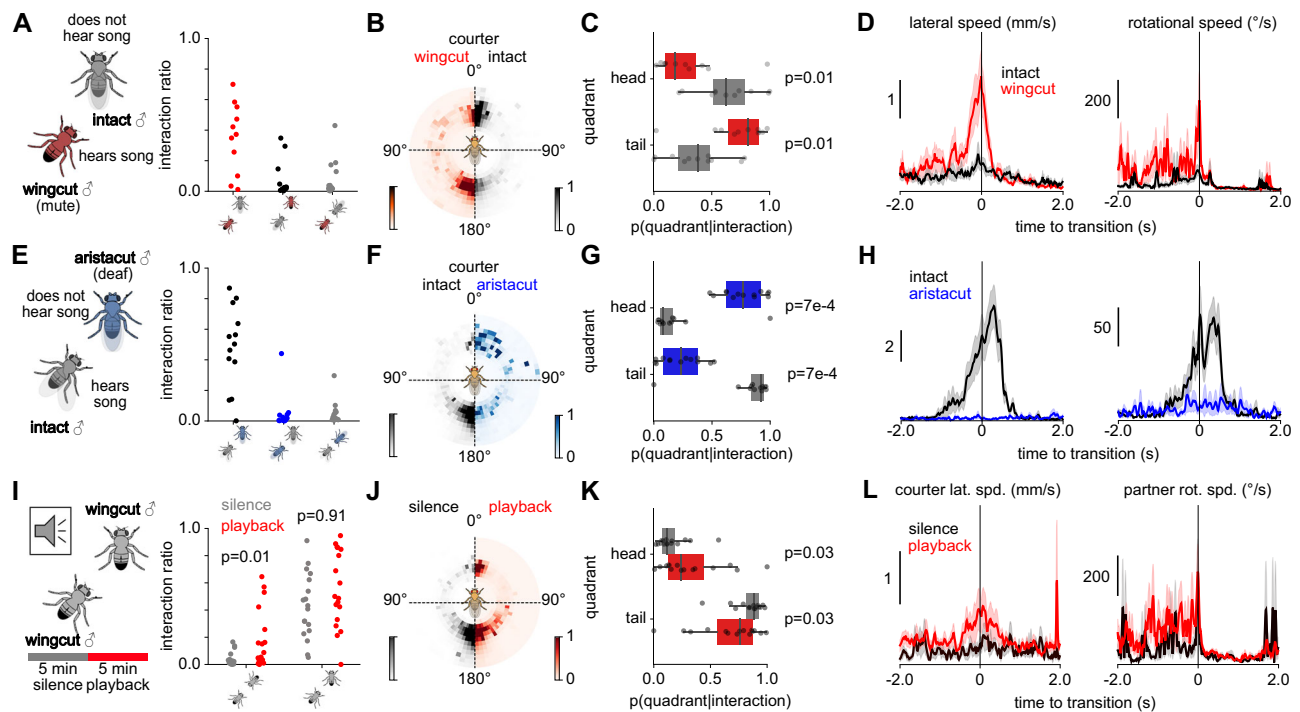 A
does not
hear song
intact ♂
hears song
wingcut ♂
(mute)
interaction ratio
1.0
0.0
B
courter
wingcut intact
0°
90° 90°
180°
1
0
C
quadrant
head
tail
p=0.01
p=0.01
0.0 0.5 1.0
p(quadrant|interaction)
D
lateral speed (mm/s)
rotational speed (°/s)
intact
wingcut
1
200
-2.0 0 2.0
-2.0 0 2.0
time to transition (s)
E
aristacut ♂
(deaf)
does not
hear song
hears
song
intact ♂
interaction ratio
1.0
0.0
F
courter
intact aristacut
0°
90° 90°
180°
1
0
G
quadrant
head
tail
p=7e-4
p=7e-4
0.0 0.5 1.0
p(quadrant|interaction)
H
intact
aristacut
2
50
-2.0 0 2.0
-2.0 0 2.0
time to transition (s)
I
wingcut ♂
wingcut ♂
5 min 5 min
silence playback
interaction ratio
1.0
0.0
silence
playback
p=0.01
p=0.91
J
silence playback
0°
90° 90°
180°
1
0
K
quadrant
head
tail
p=0.03
p=0.03
0.0 0.5 1.0
p(quadrant|interaction)
L
courter lat. spd. (mm/s)
partner rot. spd. (°/s)
silence
playback
1
200
-2.0 0 2.0
-2.0 0 2.0
time to transition (s)